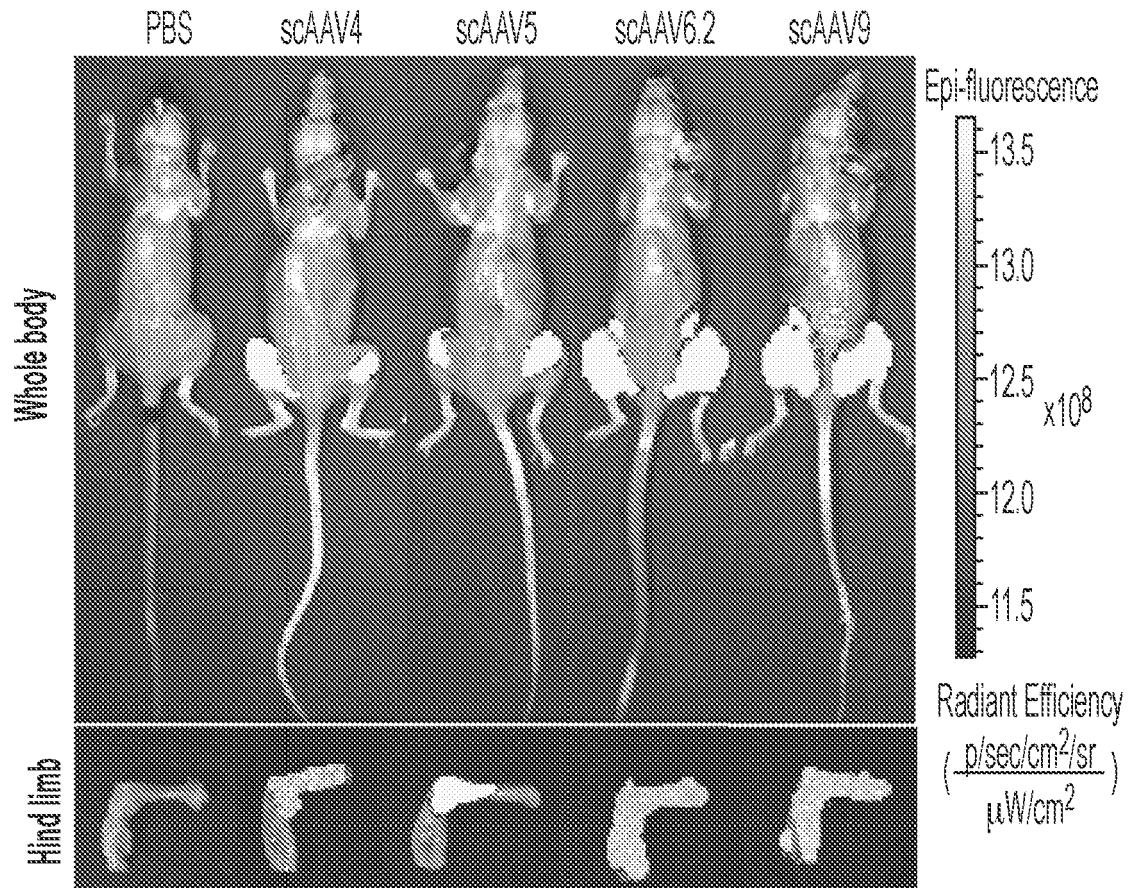 PBS scAAV4 scAAV5 scAAV6.2 scAAV9
Whole body
Epi-fluorescence
13.5
13.0
12.5
x10⁸
12.0
11.5
Radiant Efficiency
( p/sec/cm²/sr
μW/cm² )
Hind limb